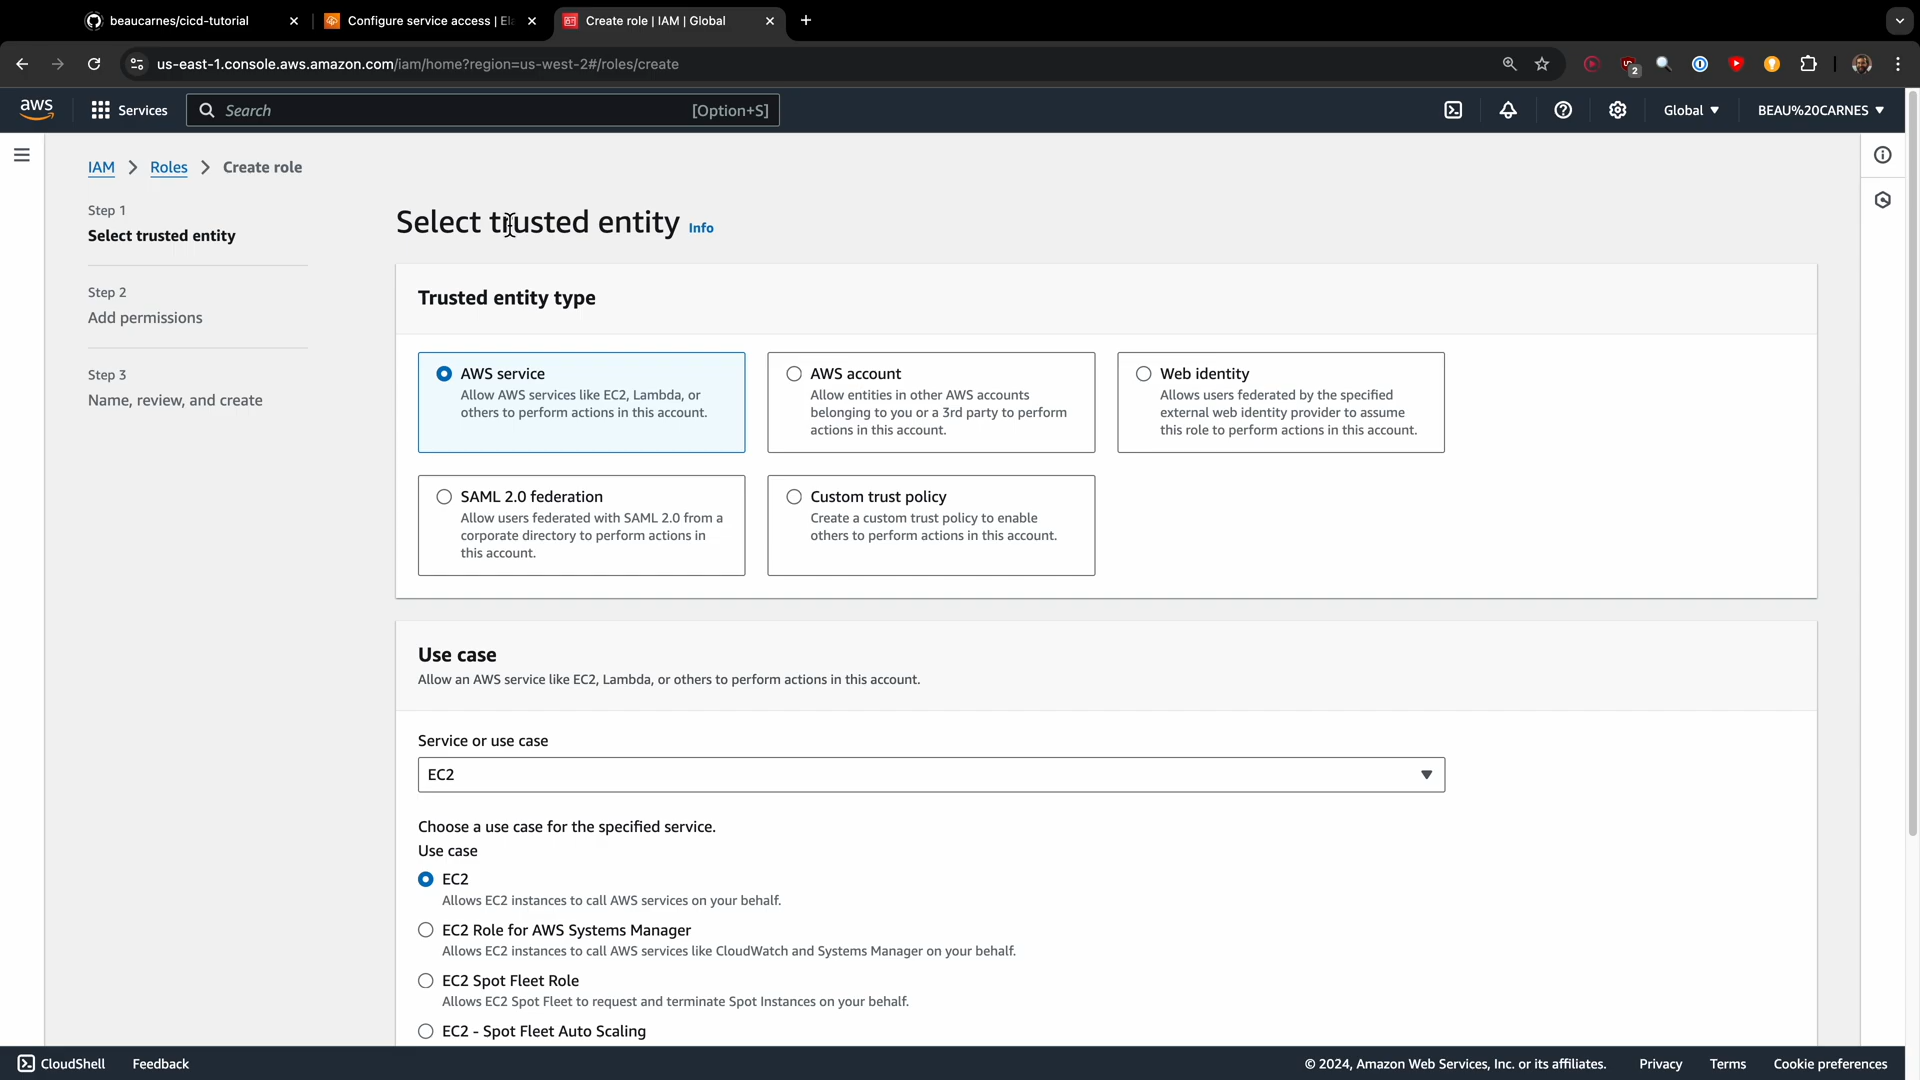 beaucarnes/cicd-tutorial
Configure service access | Ela
Create role | IAM | Global
us-east-1.console.aws.amazon.com/iam/home?region=us-west-2#/roles/create
2
aws
Services
Search
[Option+S]
Global
BEAU%20CARNES
IAM
Roles
Create role
Step 1
Select trusted entity
Step 2
Add permissions
Step 3
Name, review, and create
Select trusted entity
Info
Trusted entity type
AWS service
Allow AWS services like EC2, Lambda, or
others to perform actions in this account.
AWS account
Allow entities in other AWS accounts
belonging to you or a 3rd party to perform
actions in this account.
Web identity
Allows users federated by the specified
external web identity provider to assume
this role to perform actions in this account.
SAML 2.0 federation
Allow users federated with SAML 2.0 from a
corporate directory to perform actions in
this account.
Custom trust policy
Create a custom trust policy to enable
others to perform actions in this account.
Use case
Allow an AWS service like EC2, Lambda, or others to perform actions in this account.
Service or use case
EC2
Choose a use case for the specified service.
Use case
EC2
Allows EC2 instances to call AWS services on your behalf.
EC2 Role for AWS Systems Manager
Allows EC2 instances to call AWS services like CloudWatch and Systems Manager on your behalf.
EC2 Spot Fleet Role
Allows EC2 Spot Fleet to request and terminate Spot Instances on your behalf.
EC2 - Spot Fleet Auto Scaling
CloudShell
Feedback
© 2024, Amazon Web Services, Inc. or its affiliates.
Privacy
Terms
Cookie preferences